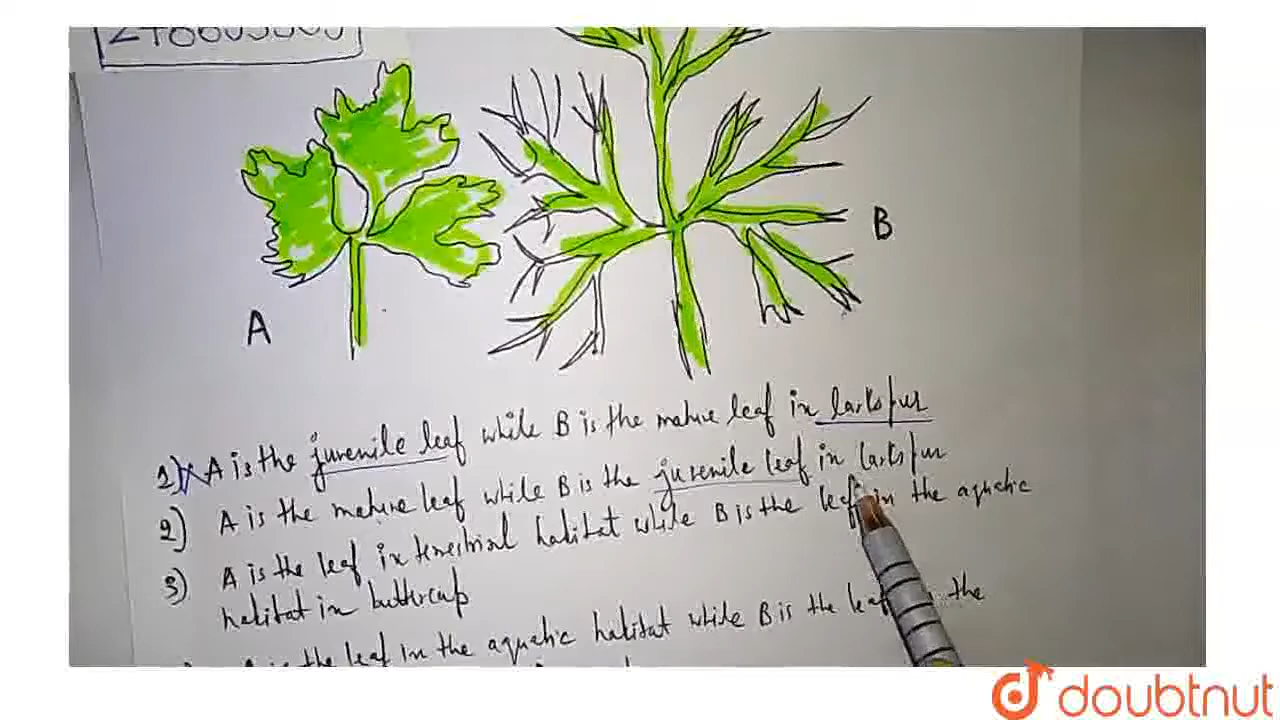 A
B
1) A is the juvenile leaf while B is the mature leaf in larkspur
2) A is the mature leaf while B is the juvenile leaf in larkspur
3) A is the leaf in terrestrial habitat while B is the leaf in the aquatic
habitat in buttercup
is the leaf in the aquatic habitat while B is the leaf the
doubtnut